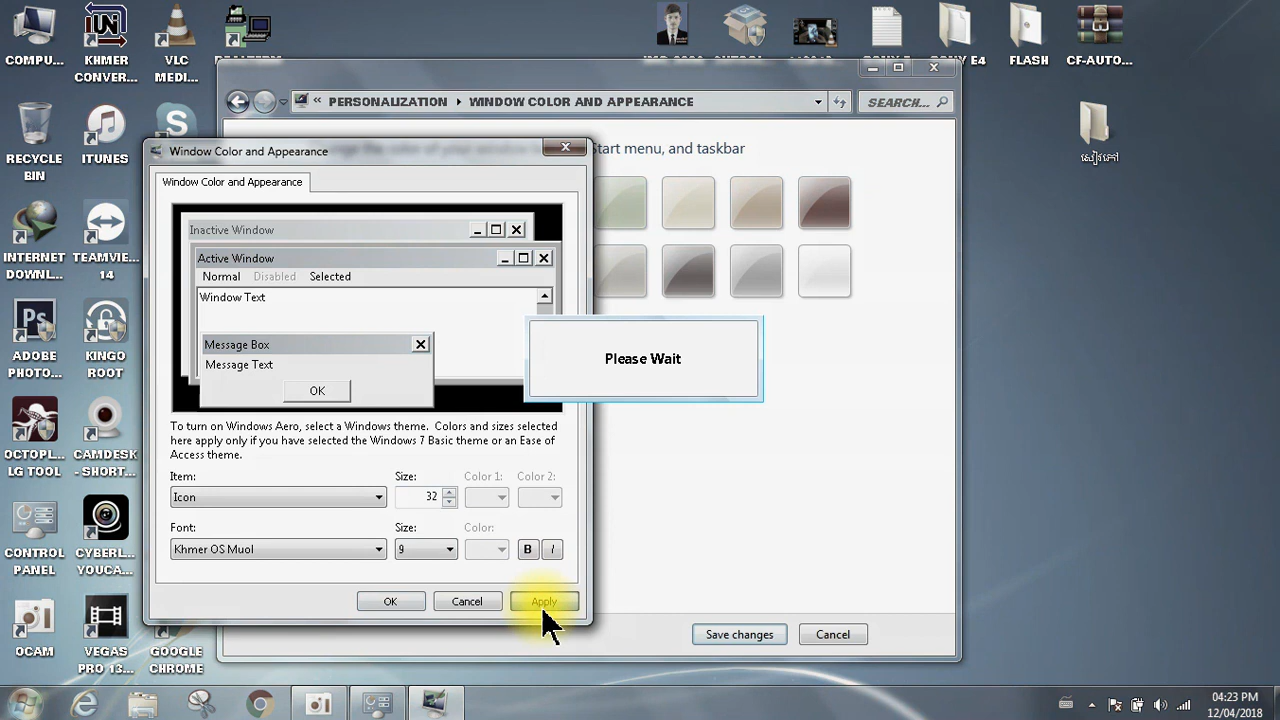 COMPU...
KHMER
CONVER...
VLC
MEDI...
E4
FLASH
CF-AUTO...
RECYCLE
BIN
ITUNES
សៀវភៅ
INTERNET
DOWNL...
TEAMVIE...
14
ADOBE
PHOTO...
KINGO
ROOT
OCTOPL...
LG TOOL
CAMDESK
- SHORT...
CONTROL
PANEL
CYBERL...
YOUCA...
OCAM
VEGAS
PRO 13...
GOOGLE
CHROME
« PERSONALIZATION ▸ WINDOW COLOR AND APPEARANCE
SEARCH...
Start menu, and taskbar
Window Color and Appearance
Window Color and Appearance
Inactive Window
Active Window
Normal Disabled Selected
Window Text
Message Box
Message Text
OK
Please Wait
To turn on Windows Aero, select a Windows theme. Colors and sizes selected
here apply only if you have selected the Windows 7 Basic theme or an Ease of
Access theme.
Item: Size: Color 1: Color 2:
Icon 32
Font: Size: Color:
Khmer OS Muol 9 B I
OK Cancel Apply
Save changes Cancel
04:23 PM
12/04/2018